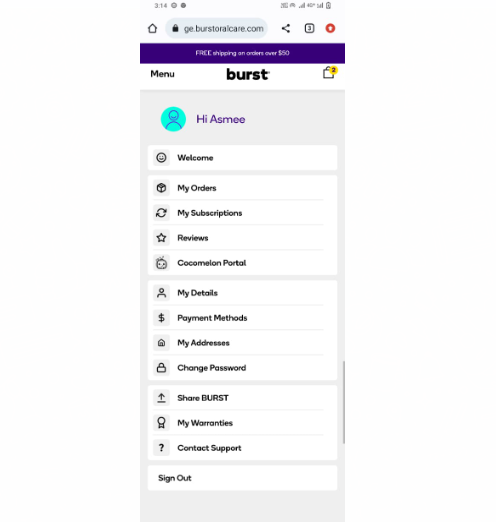 3:14
ge.burstoralcare.com
3
FREE shipping on orders over $50
Menu
burst
2
Hi Asmee
Welcome
My Orders
My Subscriptions
Reviews
Cocomelon Portal
My Details
$ Payment Methods
My Addresses
Change Password
Share BURST
My Warranties
? Contact Support
Sign Out